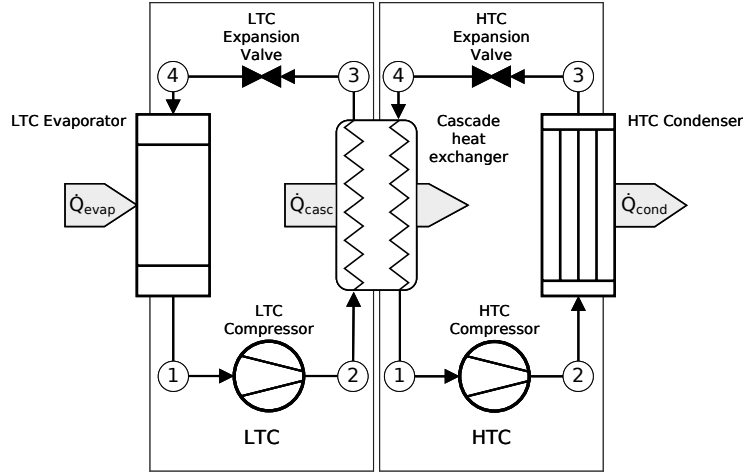 LTC
Expansion
Valve
HTC
Expansion
Valve
4
3
4
3
LTC Evaporator
Cascade
heat
exchanger
HTC Condenser
Q̇evap
Q̇casc
Q̇cond
LTC
Compressor
HTC
Compressor
1
2
1
2
LTC
HTC